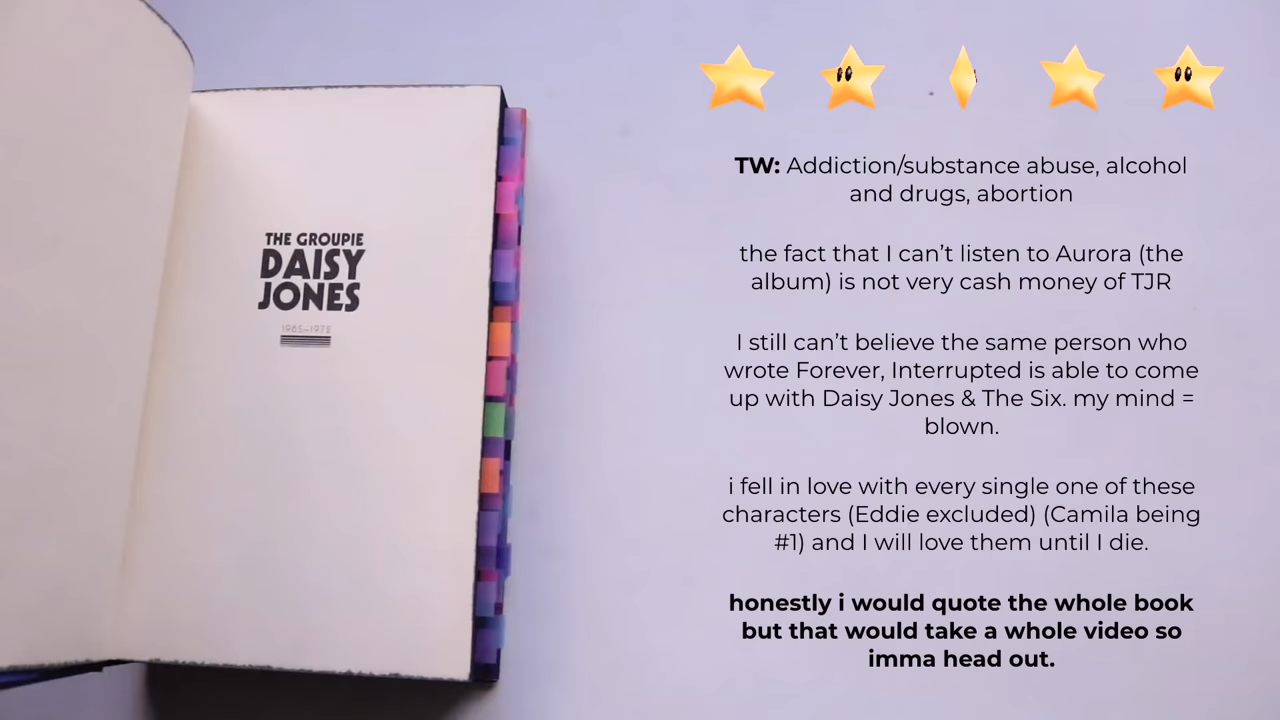 THE GROUPIE
DAISY
JONES
1965–1972
TW: Addiction/substance abuse, alcohol
and drugs, abortion
the fact that I can’t listen to Aurora (the
album) is not very cash money of TJR
I still can’t believe the same person who
wrote Forever, Interrupted is able to come
up with Daisy Jones & The Six. my mind =
blown.
i fell in love with every single one of these
characters (Eddie excluded) (Camila being
#1) and I will love them until I die.
honestly i would quote the whole book
but that would take a whole video so
imma head out.